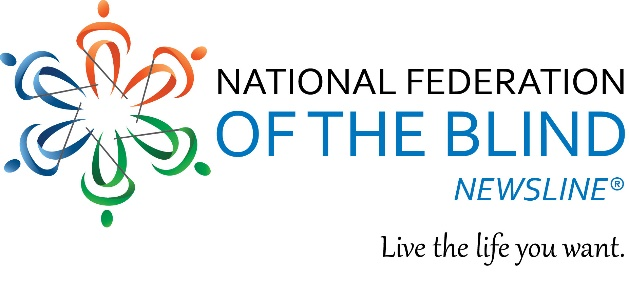 NATIONAL FEDERATION
OF THE BLIND
NEWSLINE®
Live the life you want.